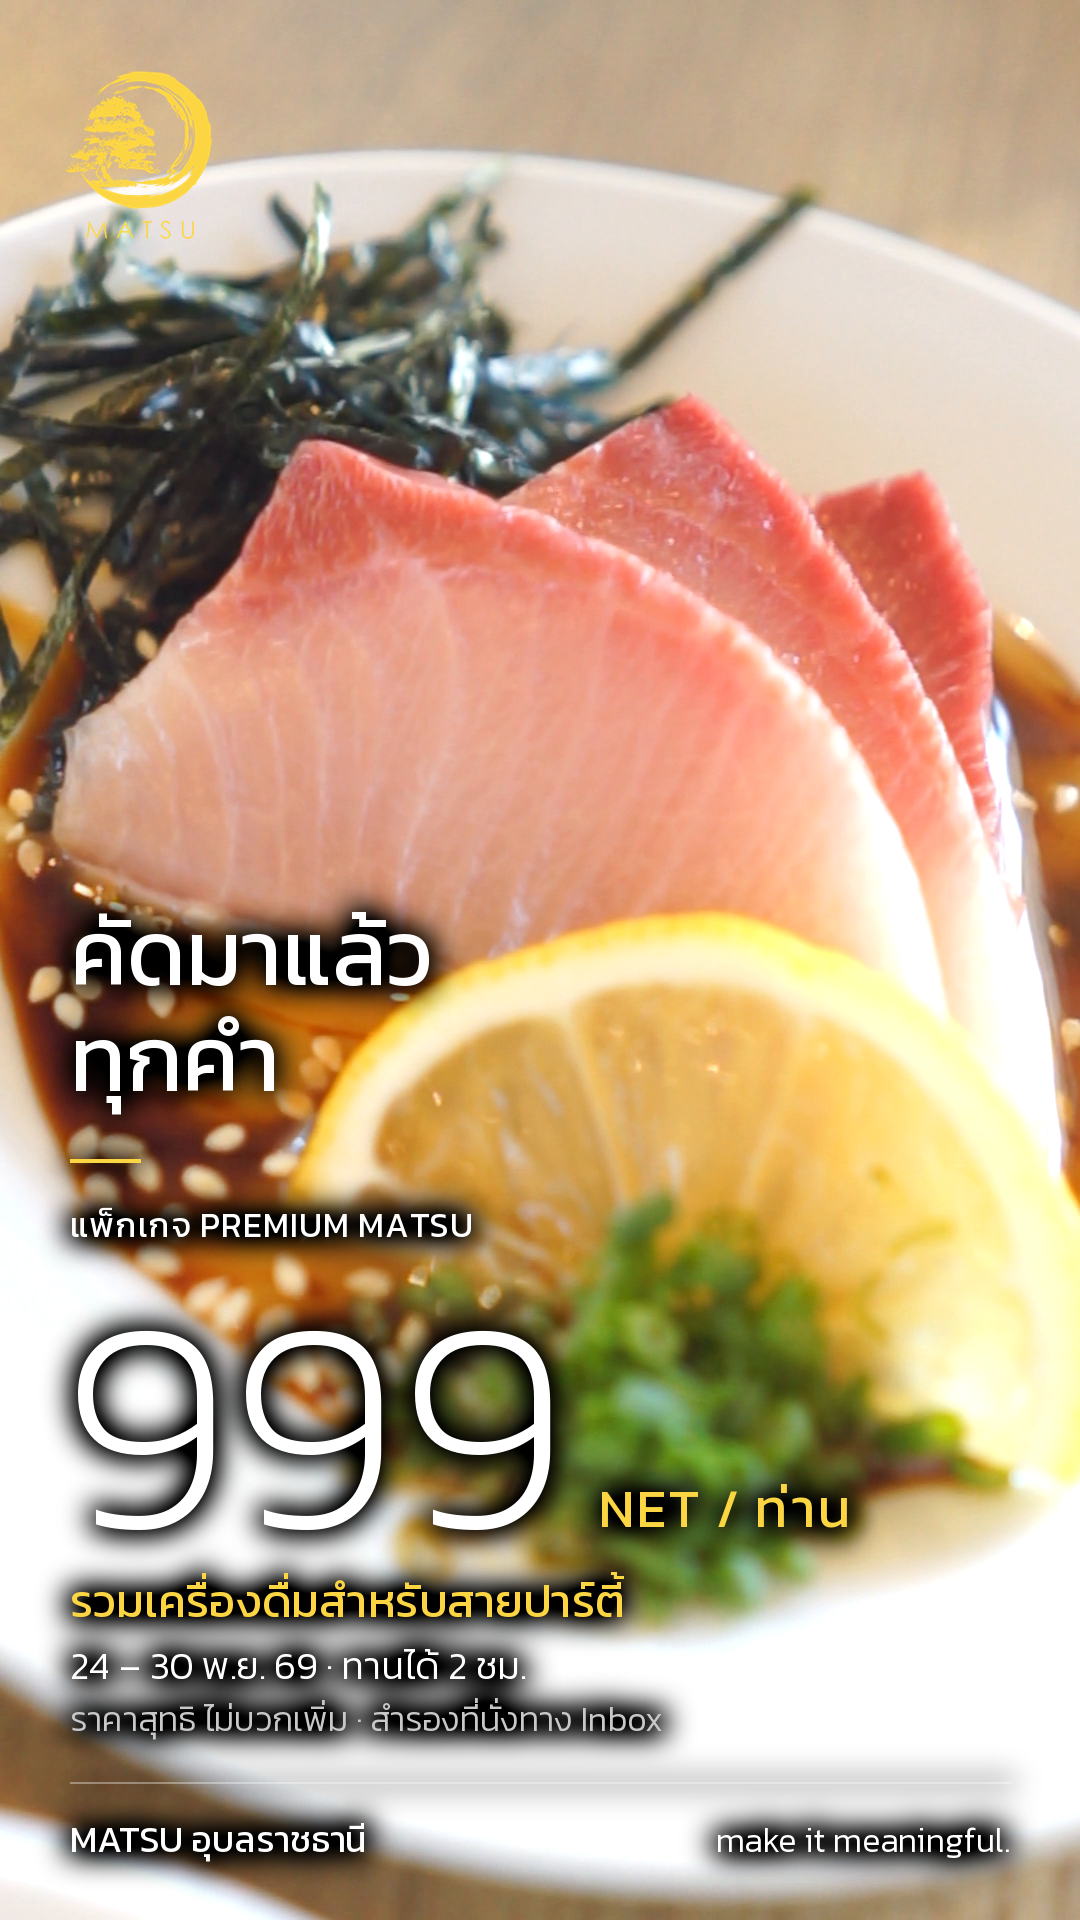 MATSU
คัดมาแล้ว
ทุกคำ
แพ็กเกจ PREMIUM MATSU
999 NET / ท่าน
รวมเครื่องดื่มสำหรับสายปาร์ตี้
24 – 30 พ.ย. 69 · ทานได้ 2 ชม.
ราคาสุทธิ ไม่บวกเพิ่ม · สำรองที่นั่งทาง Inbox
MATSU อุบลราชธานี
make it meaningful.